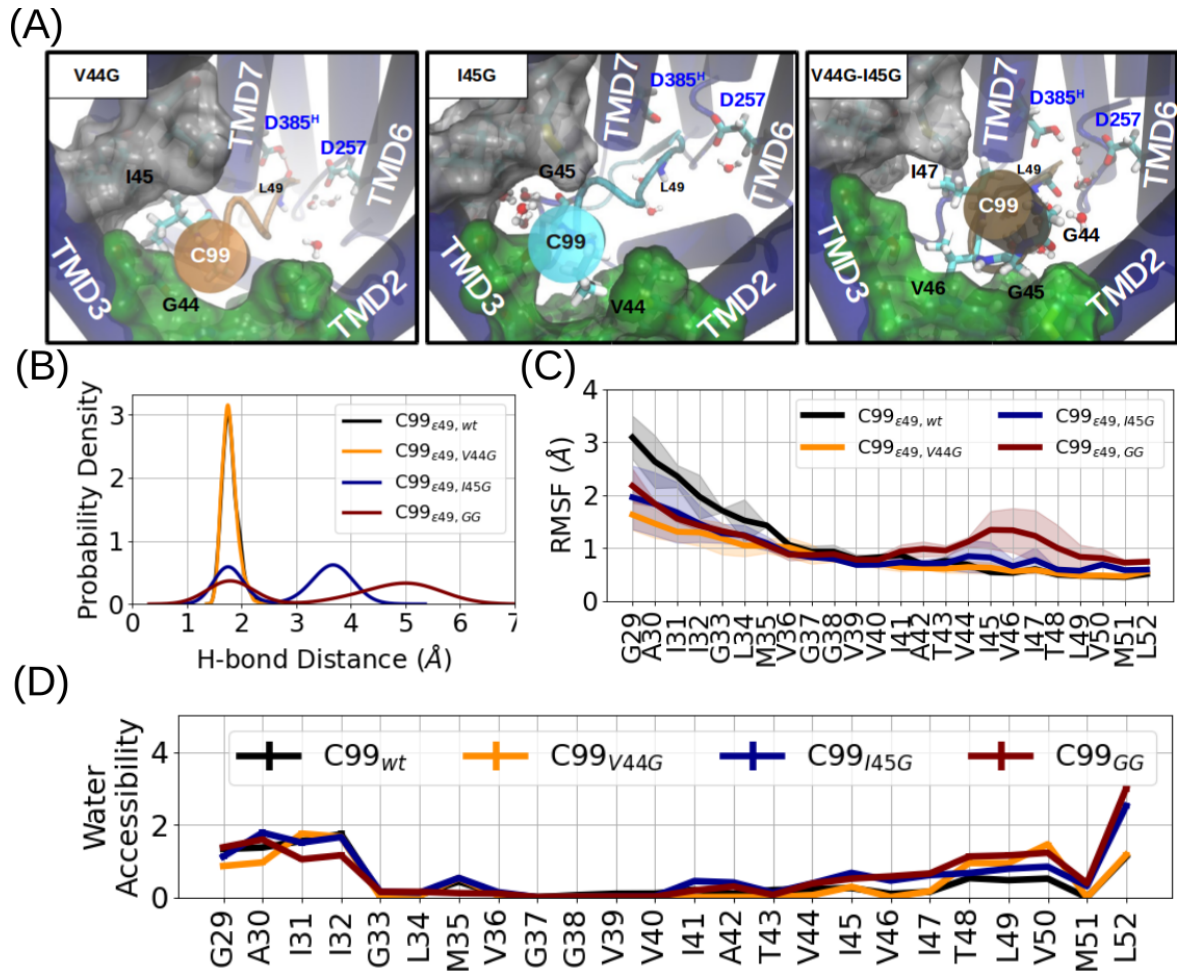 (A)
V44G
I45
TMD7
D385ᴴ
D257
TMD6
L49
C99
TMD3
G44
TMD2
I45G
TMD7
D385ᴴ
D257
TMD6
G45
L49
C99
TMD3
V44
TMD2
V44G-I45G
TMD7
D385ᴴ
D257
TMD6
I47
L49
C99
G44
TMD3
V46
G45
TMD2
(B)
Probability Density
3
2
1
0
C99ε49, wt
C99ε49, V44G
C99ε49, I45G
C99ε49, GG
0 1 2 3 4 5 6 7
H-bond Distance (Å)
(C)
RMSF (Å)
4
3
2
1
0
C99ε49, wt
C99ε49, V44G
C99ε49, I45G
C99ε49, GG
G29 A30 I31 I32 G33 L34 M35 V36 G37 G38 V39 V40 I41 A42 T43 V44 I45 V46 I47 T48 L49 V50 M51 L52
(D)
Water
Accessibility
4
2
0
C99wt C99V44G C99I45G C99GG
G29 A30 I31 I32 G33 L34 M35 V36 G37 G38 V39 V40 I41 A42 T43 V44 I45 V46 I47 T48 L49 V50 M51 L52